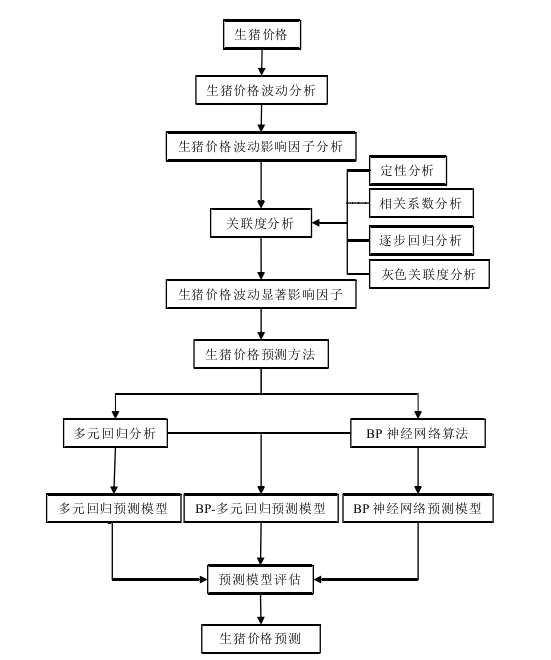 生猪价格
生猪价格波动分析
生猪价格波动影响因子分析
定性分析
相关系数分析
关联度分析
逐步回归分析
灰色关联度分析
生猪价格波动显著影响因子
生猪价格预测方法
多元回归分析
BP 神经网络算法
多元回归预测模型
BP-多元回归预测模型
BP 神经网络预测模型
预测模型评估
生猪价格预测